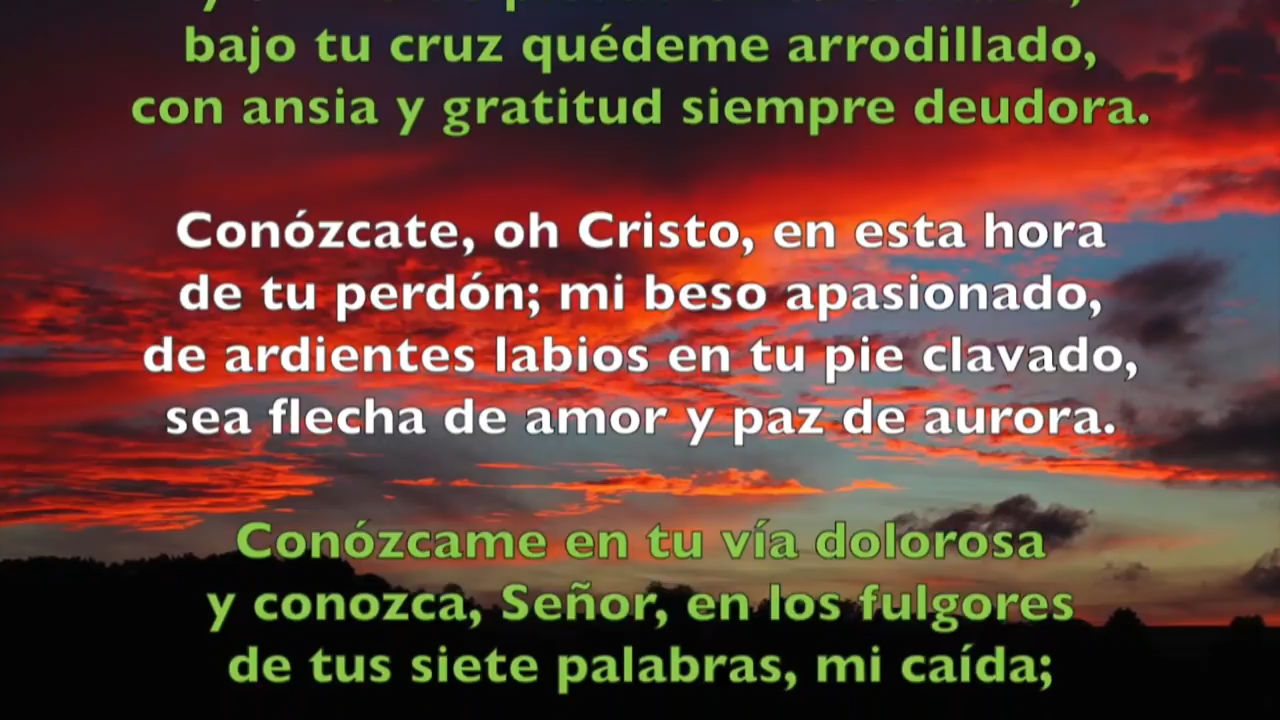 bajo tu cruz quédeme arrodillado,
con ansia y gratitud siempre deudora.
Conózcate, oh Cristo, en esta hora
de tu perdón; mi beso apasionado,
de ardientes labios en tu pie clavado,
sea flecha de amor y paz de aurora.
Conózcame en tu vía dolorosa
y conozca, Señor, en los fulgores
de tus siete palabras, mi caída;